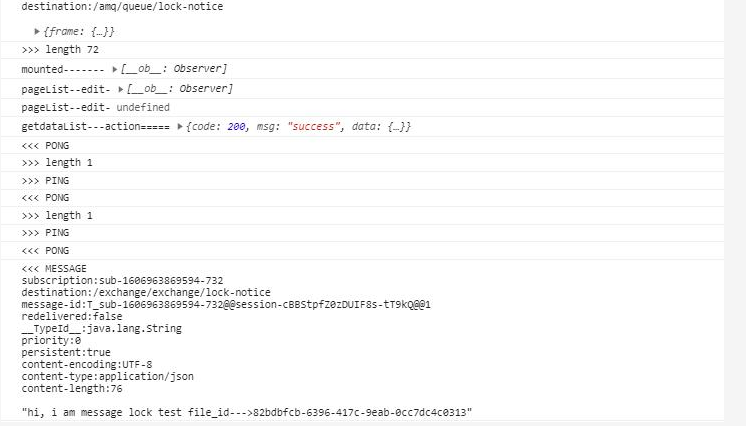 destination:/amq/queue/lock-notice
▶{frame: {…}}
>>> length 72
mounted------- ▶[__ob__: Observer]
pageList--edit- ▶[__ob__: Observer]
pageList--edit- undefined
getdataList---action===== ▶{code: 200, msg: "success", data: {…}}
<<< PONG
>>> length 1
>>> PING
<<< PONG
>>> length 1
>>> PING
<<< PONG
<<< MESSAGE
subscription:sub-1606963869594-732
destination:/exchange/exchange/lock-notice
message-id:T_sub-1606963869594-732@@session-cBBStpfZ0zDUIF8s-tT9kQ@@1
redelivered:false
__TypeId__:java.lang.String
priority:0
persistent:true
content-encoding:UTF-8
content-type:application/json
content-length:76
"hi, i am message lock test file_id--->82bdbfcb-6396-417c-9eab-0cc7dc4c0313"